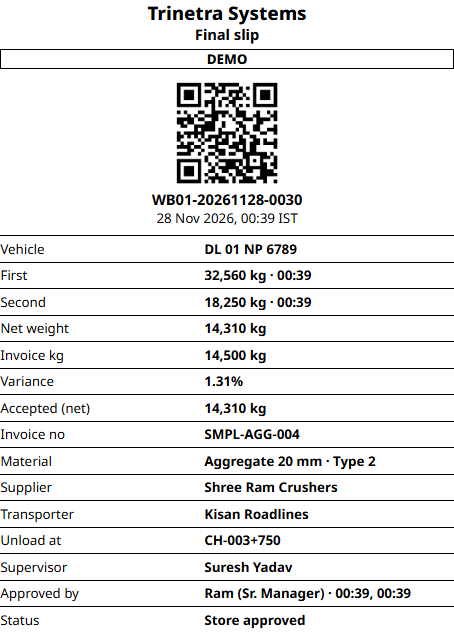 Trinetra Systems
Final slip
DEMO
WB01-20261128-0030
28 Nov 2026, 00:39 IST
Vehicle DL 01 NP 6789
First 32,560 kg · 00:39
Second 18,250 kg · 00:39
Net weight 14,310 kg
Invoice kg 14,500 kg
Variance 1.31%
Accepted (net) 14,310 kg
Invoice no SMPL-AGG-004
Material Aggregate 20 mm · Type 2
Supplier Shree Ram Crushers
Transporter Kisan Roadlines
Unload at CH-003+750
Supervisor Suresh Yadav
Approved by Ram (Sr. Manager) · 00:39, 00:39
Status Store approved